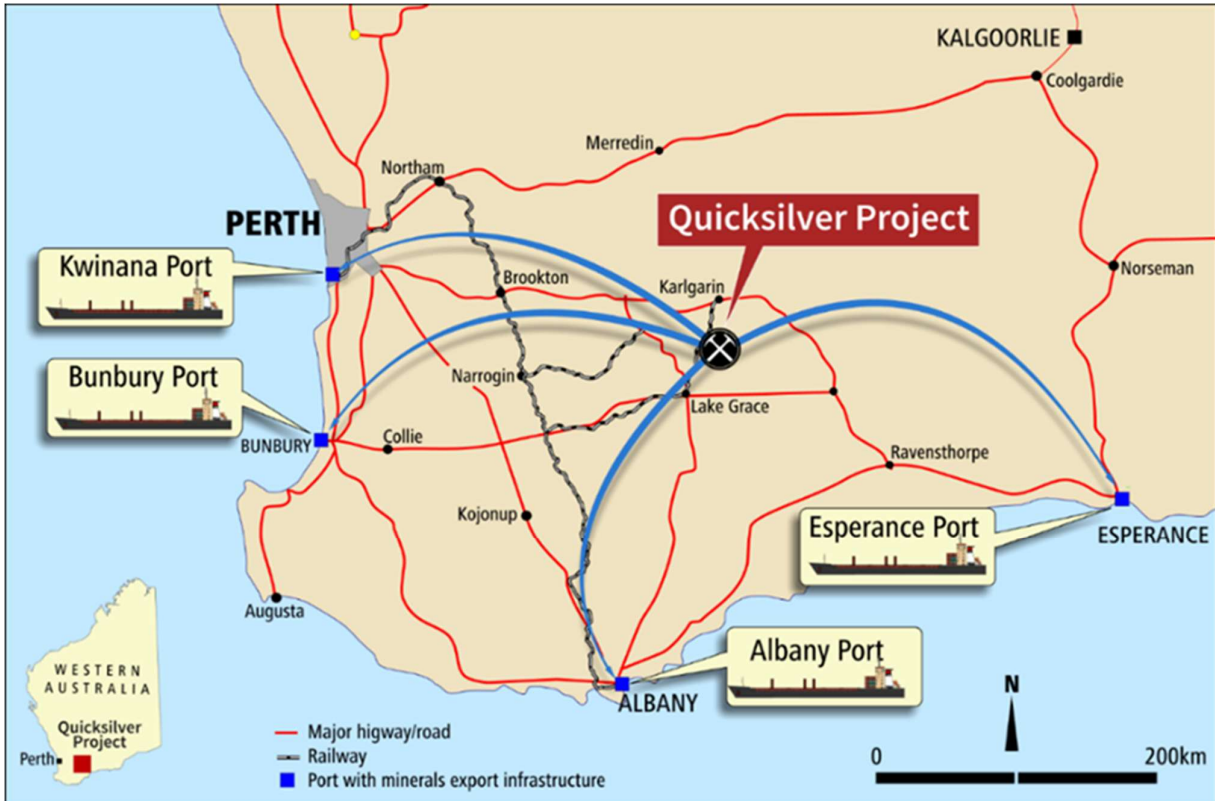 KALGOORLIE
Coolgardie
Merredin
Northam
PERTH
Quicksilver Project
Kwinana Port
Norseman
Brookton
Karlgarin
Bunbury Port
Narrogin
Lake Grace
BUNBURY
Collie
Ravensthorpe
Kojonup
Esperance Port
ESPERANCE
Augusta
Albany Port
ALBANY
WESTERN
AUSTRALIA
Quicksilver
Project
Perth
Major higway/road
Railway
Port with minerals export infrastructure
N
0 200km